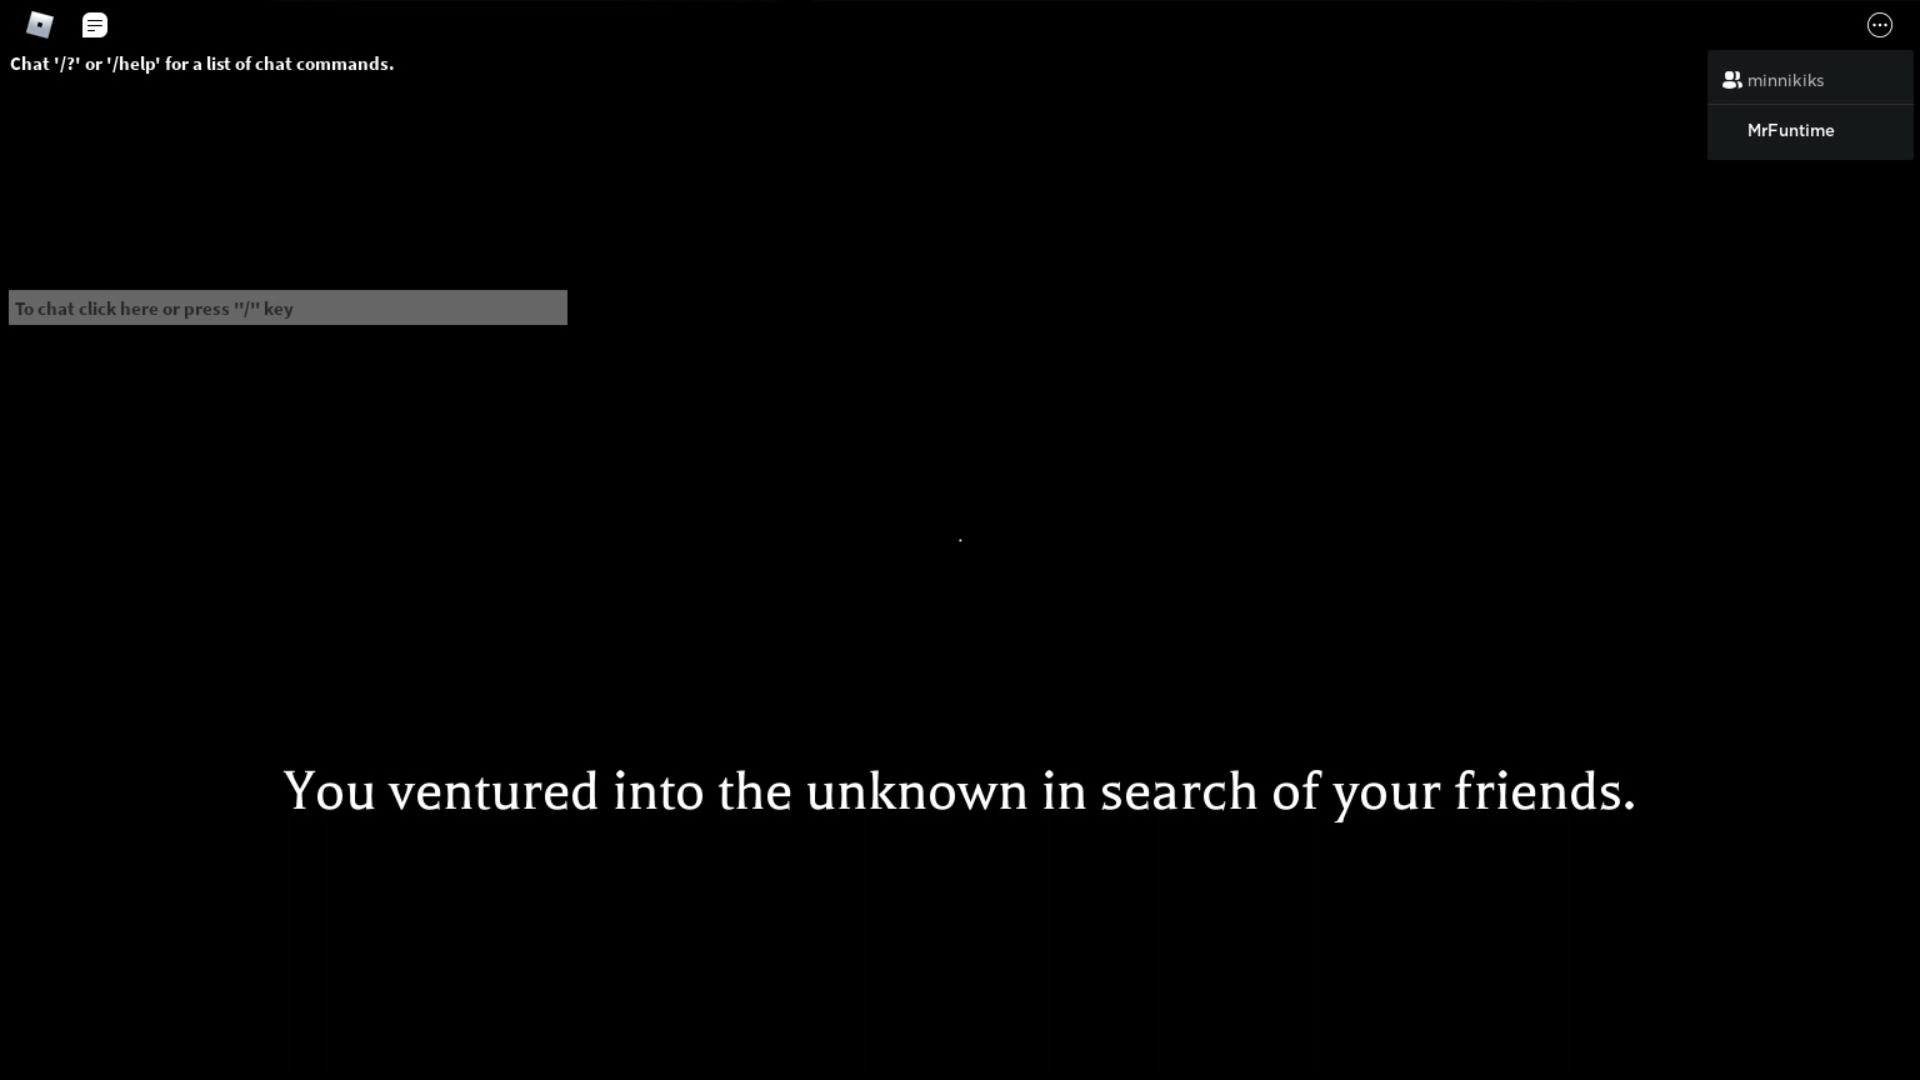 Chat '/?' or '/help' for a list of chat commands.
minnikiks
MrFuntime
To chat click here or press "/" key
You ventured into the unknown in search of your friends.